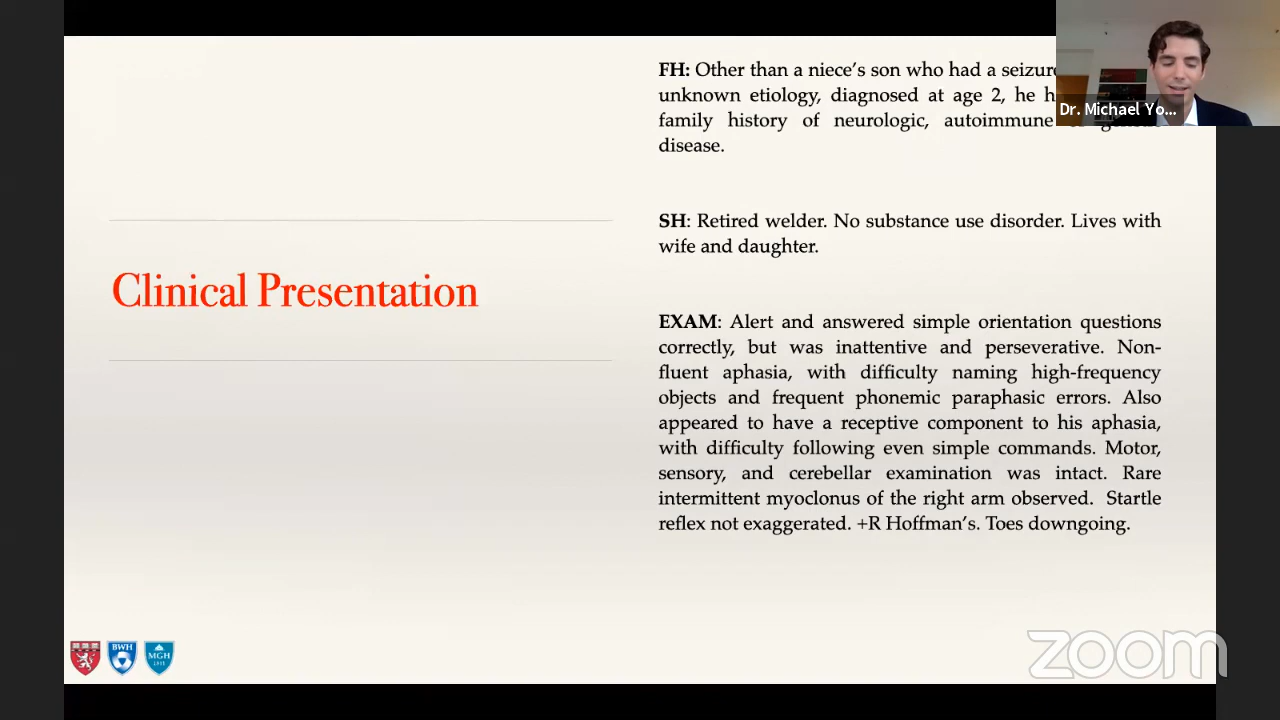 FH: Other than a niece's son who had a seizure
unknown etiology, diagnosed at age 2, he
family history of neurologic, autoimmune
disease.
Dr. Michael Yo...
SH: Retired welder. No substance use disorder. Lives with
wife and daughter.
Clinical Presentation
EXAM: Alert and answered simple orientation questions
correctly, but was inattentive and perseverative. Non-
fluent aphasia, with difficulty naming high-frequency
objects and frequent phonemic paraphasic errors. Also
appeared to have a receptive component to his aphasia,
with difficulty following even simple commands. Motor,
sensory, and cerebellar examination was intact. Rare
intermittent myoclonus of the right arm observed. Startle
reflex not exaggerated. +R Hoffman's. Toes downgoing.
BWH
MGH
1811
zoom